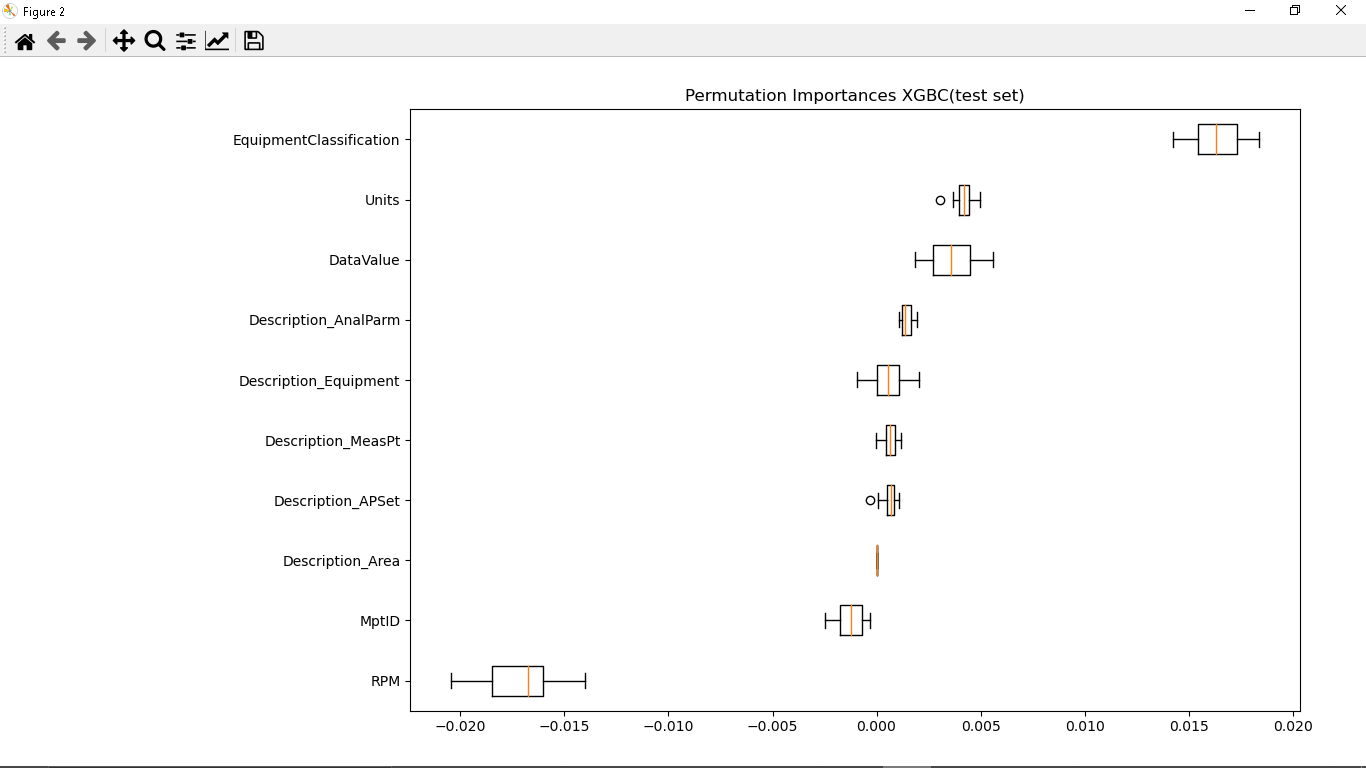 Figure 2
Permutation Importances XGBC(test set)
EquipmentClassification
Units
DataValue
Description_AnalParm
Description_Equipment
Description_MeasPt
Description_APSet
Description_Area
MptID
RPM
−0.020 −0.015 −0.010 −0.005 0.000 0.005 0.010 0.015 0.020